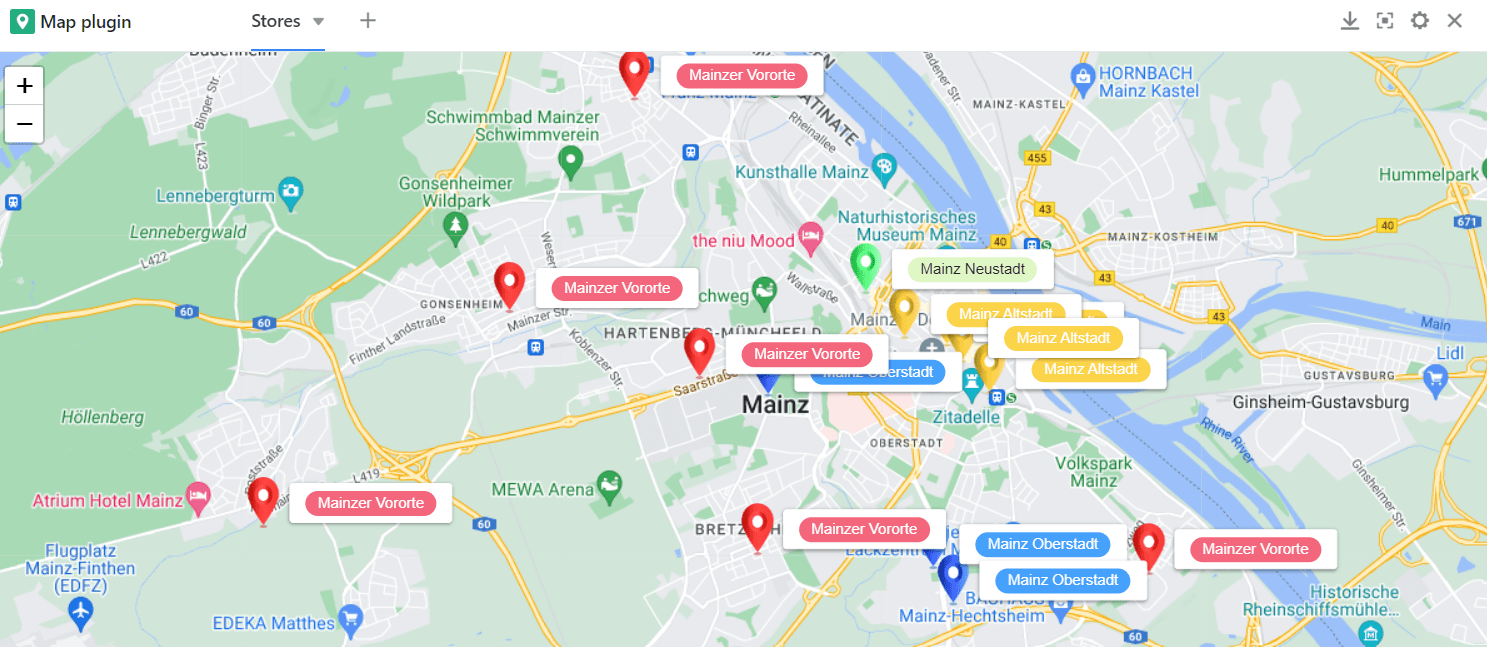 Map plugin
Stores
Budenheim
Mainzer Vororte
HORNBACH
Mainz Kastel
MAINZ-KASTEL
Binger Str.
L423
Schwimmbad Mainzer
Schwimmverein
Rheinallee
455
Kunsthalle Mainz
Hummelpark
Gonsenheimer
Wildpark
Lennebergturm
43
Naturhistorisches
Museum Mainz
671
40
Lennebergwald
the niu Mood
40
MAINZ-KOSTHEIM
L422
Wallstraße
Mainz Neustadt
43
GONSENHEIM
Mainzer Vororte
60
60
Finther Landstraße
Mainzer Str.
HARTENBERG-MÜNCHFELD
Mainz Altstadt
43
Main
Koblenzer Str.
Mainzer Vororte
Mainz Altstadt
Lidl
Saarstraße
Mainz Oberstadt
Mainz Altstadt
GUSTAVSBURG
Höllenberg
Mainz
Zitadelle
Ginsheim-Gustavsburg
OBERSTADT
Rhine River
Volkspark
Mainz
Ginsheimer Str.
L419
MEWA Arena
Atrium Hotel Mainz
Mainzer Vororte
60
Mainzer Vororte
Mainz Oberstadt
Mainzer Vororte
Flugplatz
Mainz-Finthen
(EDFZ)
Mainz Oberstadt
BAUHAUS
Mainz-Hechtsheim
Historische
Rheinschiffsmühle...
EDEKA Matthes
60